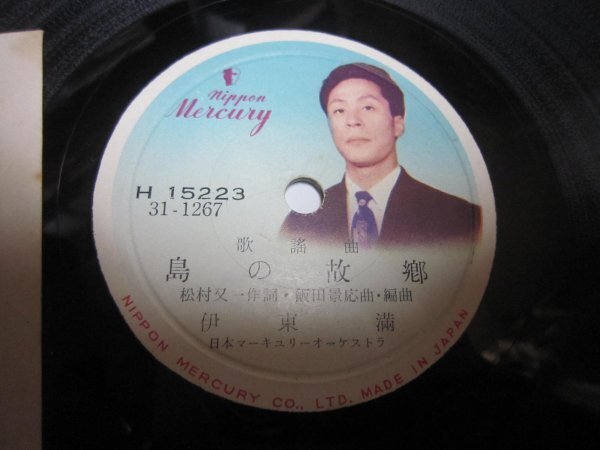 Nippon
Mercury
H 15223
31-1267
歌謡曲
島の故郷
松村又一作詞・飯田景応曲・編曲
伊東満
日本マーキュリーオーケストラ
NIPPON MERCURY CO., LTD. MADE IN JAPAN